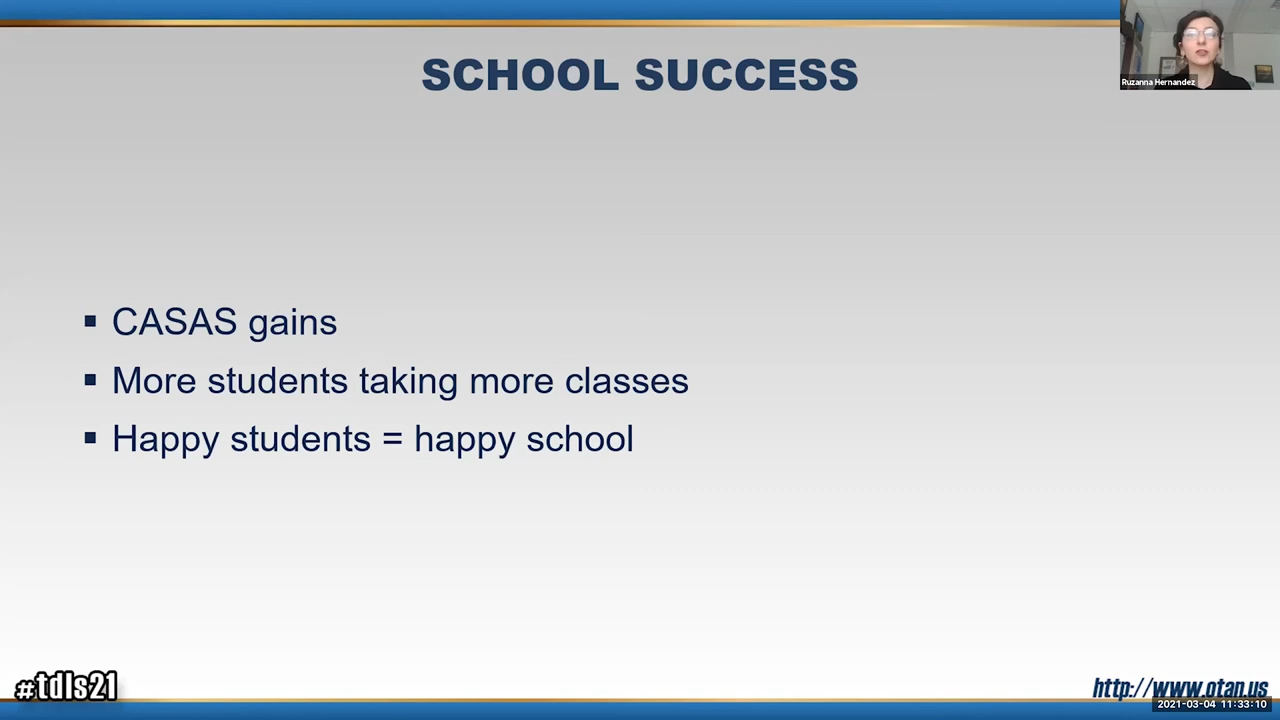 SCHOOL SUCCESS
Ruzanna Hernandez
▪ CASAS gains
▪ More students taking more classes
▪ Happy students = happy school
#tdls21
http://www.otan.us
2021-03-04 11:33:10